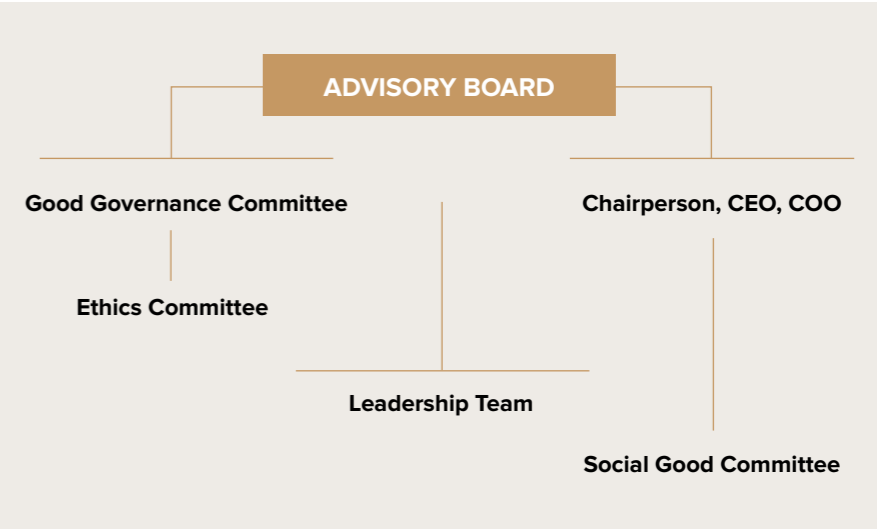 ADVISORY BOARD
Good Governance Committee
Chairperson, CEO, COO
Ethics Committee
Leadership Team
Social Good Committee